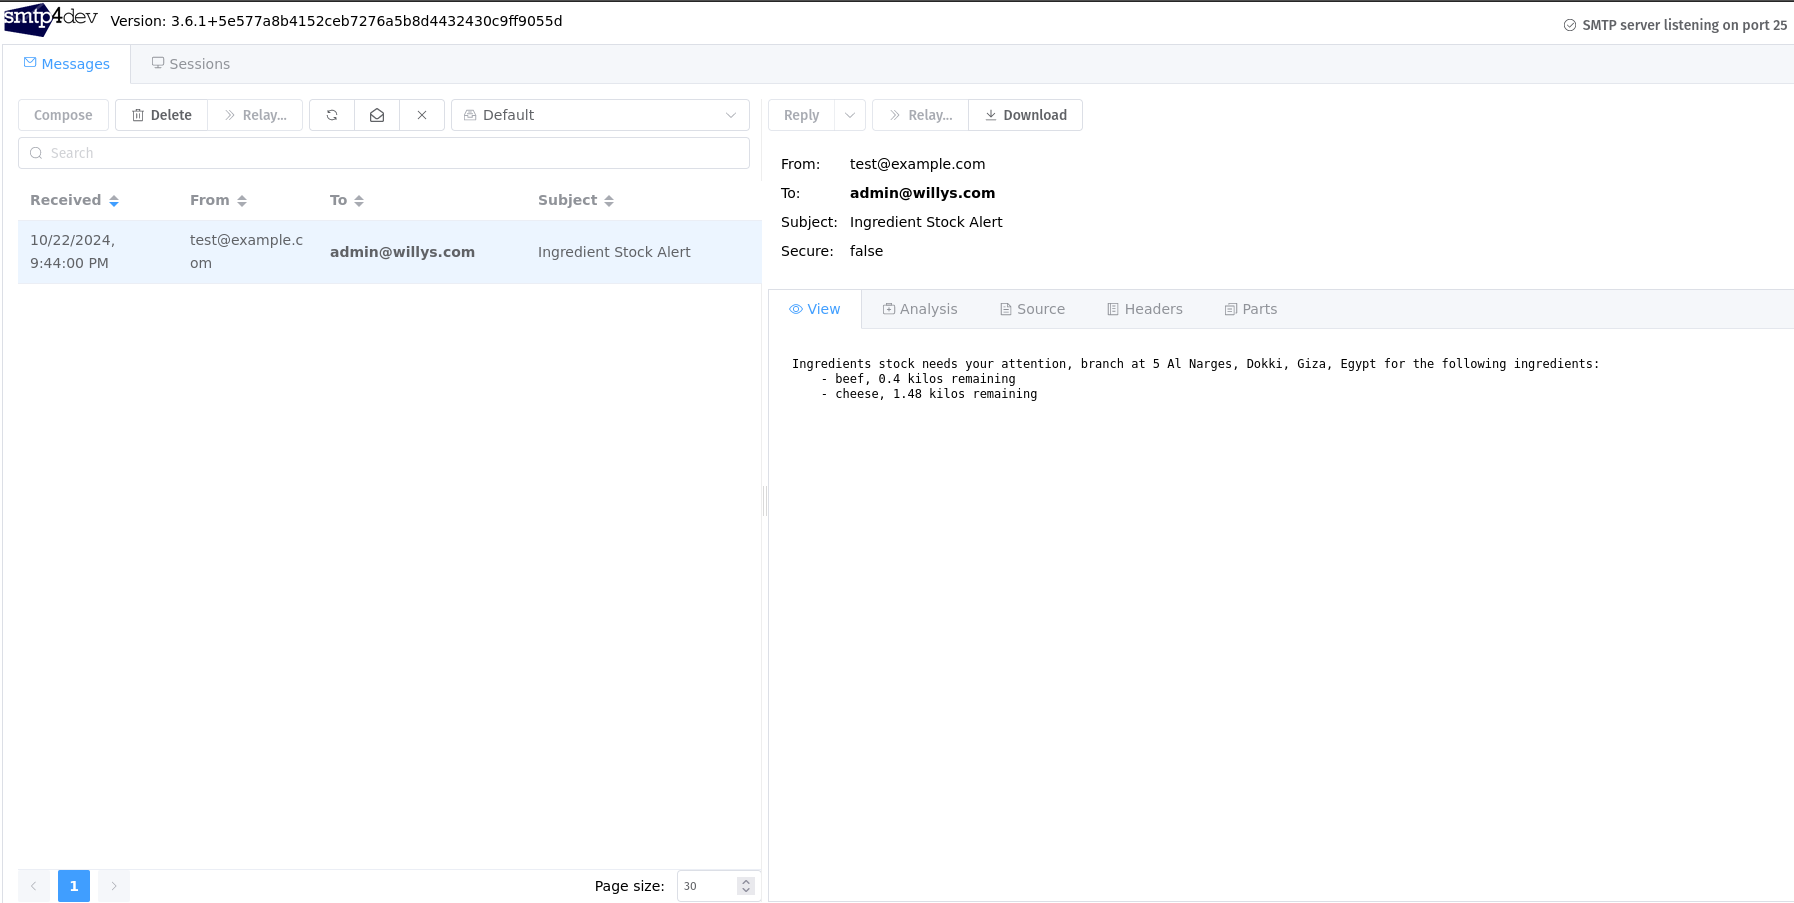 smtp4dev Version: 3.6.1+5e577a8b4152ceb7276a5b8d4432430c9ff9055d
SMTP server listening on port 25
Messages Sessions
Compose Delete Relay... Default
Search
Received From To Subject
10/22/2024, 9:44:00 PM
test@example.c
om
admin@willys.com
Ingredient Stock Alert
1
Page size: 30
Reply Relay... Download
From: test@example.com
To: admin@willys.com
Subject: Ingredient Stock Alert
Secure: false
View Analysis Source Headers Parts
Ingredients stock needs your attention, branch at 5 Al Narges, Dokki, Giza, Egypt for the following ingredients:
- beef, 0.4 kilos remaining
- cheese, 1.48 kilos remaining